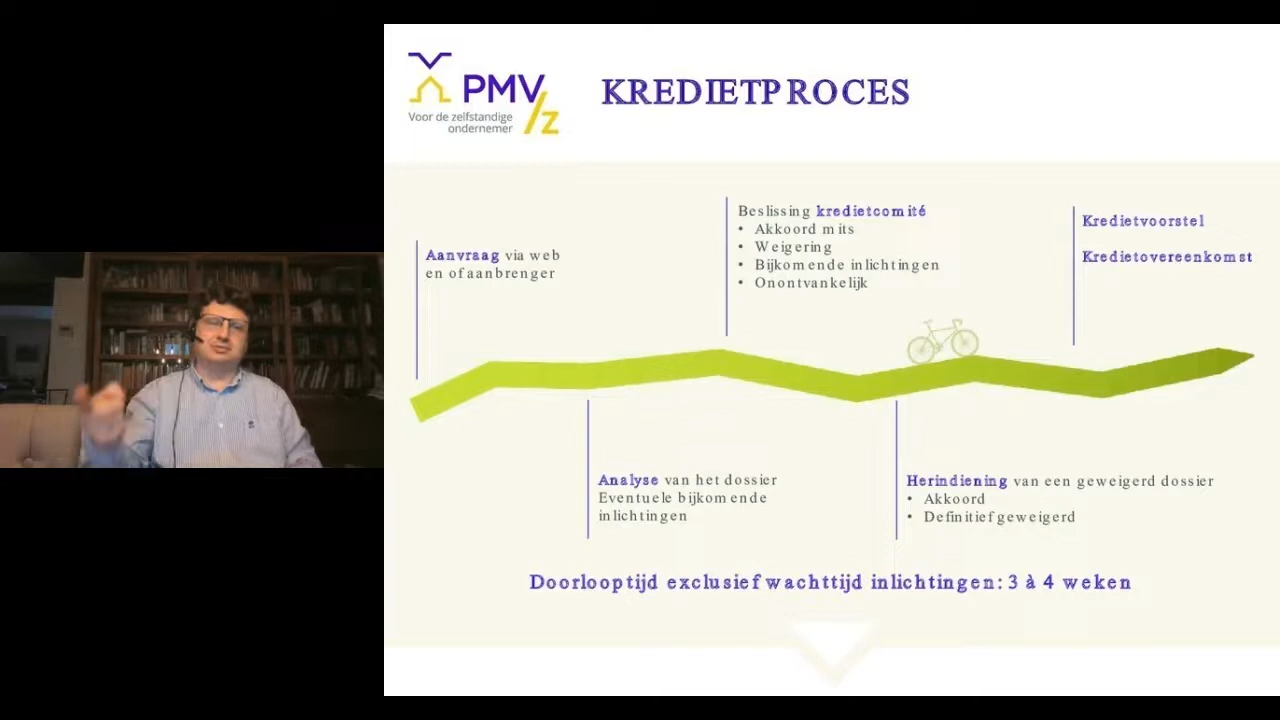 PMV
/z
Voor de zelfstandige
ondernemer
KREDIETPROCES
Aanvraag via web
en of aanbrenger
Analyse van het dossier
Eventuele bijkomende
inlichtingen
Beslissing kredietcomité
• Akkoord mits
• Weigering
• Bijkomende inlichtingen
• Onontvankelijk
Herindiening van een geweigerd dossier
• Akkoord
• Definitief geweigerd
Kredietvoorstel
Kredietovereenkomst
Doorlooptijd exclusief wachttijd inlichtingen: 3 à 4 weken